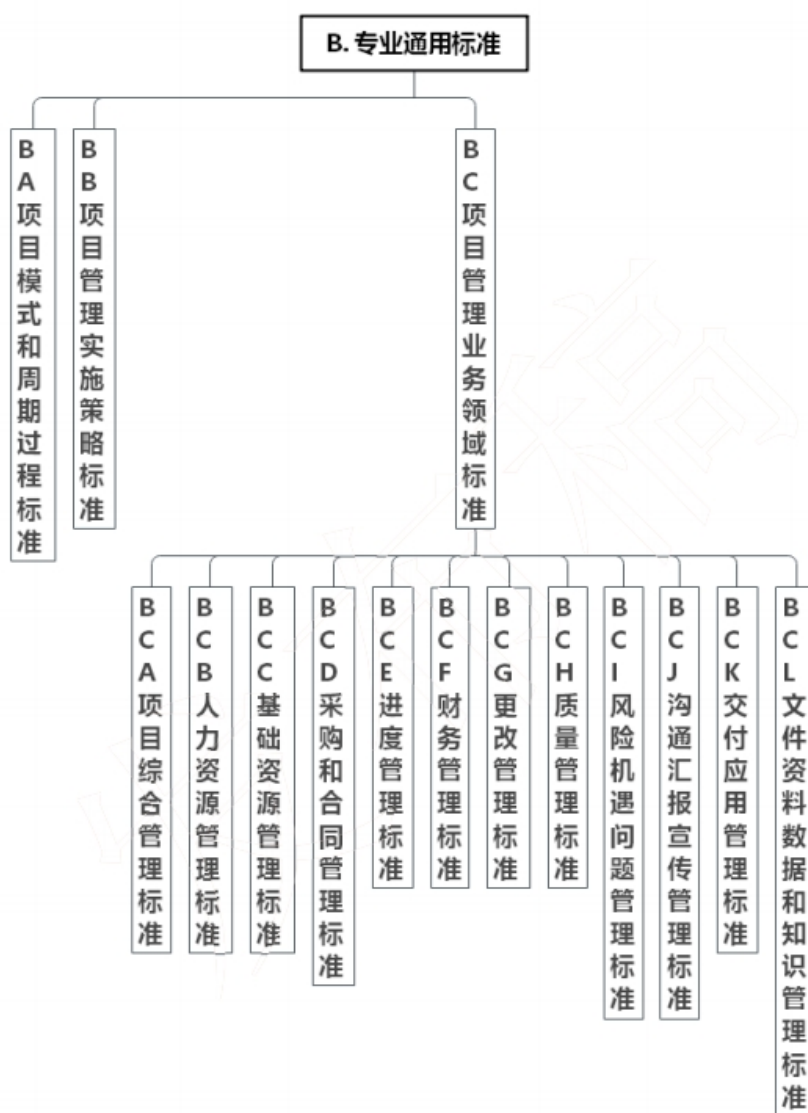 B. 专业通用标准
BA项目模式和周期过程标准
BB项目管理实施策略标准
BC项目管理业务领域标准
BCA项目综合管理标准
BCB人力资源管理标准
BCC基础资源管理标准
BCD采购和合同管理标准
BCE进度管理标准
BCF财务管理标准
BCG更改管理标准
BCH质量管理标准
BCI风险机遇问题管理标准
BCJ沟通汇报宣传管理标准
BCK交付应用管理标准
BCL文件资料数据和知识管理标准